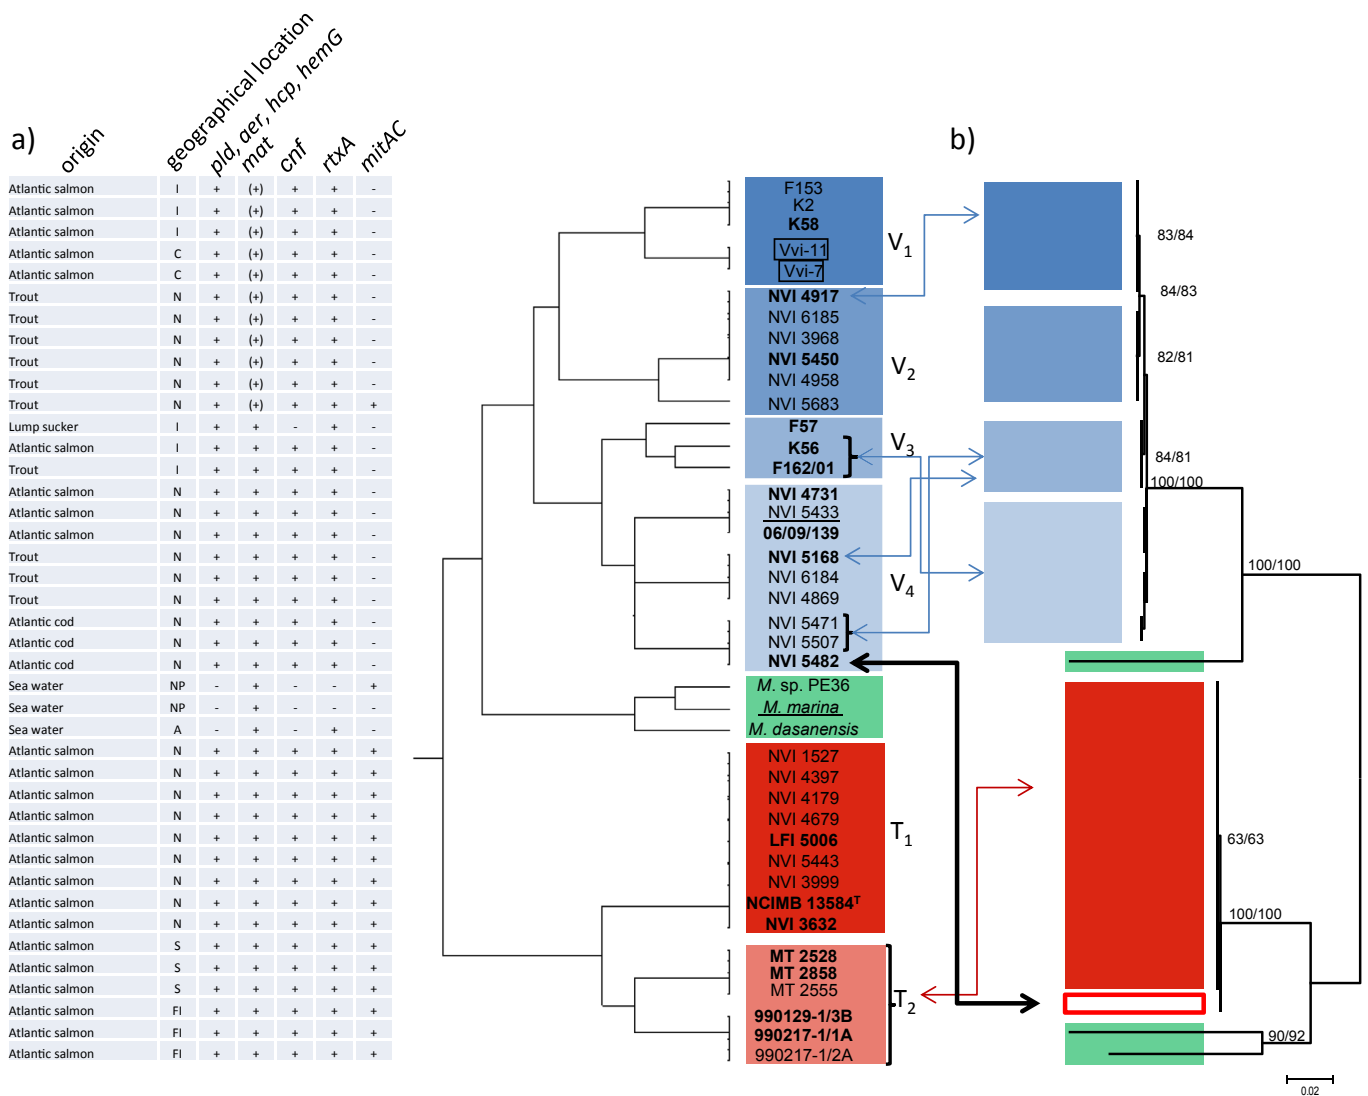 a)
origin
geographical location
pld, aer, hcp, hemG
mat
cnf
rtxA
mitAC
b)
Atlantic salmon I + (+) + + -
Atlantic salmon I + (+) + + -
Atlantic salmon I + (+) + + -
Atlantic salmon C + (+) + + -
Atlantic salmon C + (+) + + -
Trout N + (+) + + -
Trout N + (+) + + -
Trout N + (+) + + -
Trout N + (+) + + -
Trout N + (+) + + -
Trout N + (+) + + +
Lump sucker I + + - + -
Atlantic salmon I + + + + -
Trout I + + + + -
Atlantic salmon N + + + + -
Atlantic salmon N + + + + -
Atlantic salmon N + + + + -
Trout N + + + + -
Trout N + + + + -
Trout N + + + + -
Atlantic cod N + + + + -
Atlantic cod N + + + + -
Atlantic cod N + + + + -
Sea water NP - + - - +
Sea water NP - + - - -
Sea water A - + - + -
Atlantic salmon N + + + + +
Atlantic salmon N + + + + +
Atlantic salmon N + + + + +
Atlantic salmon N + + + + +
Atlantic salmon N + + + + +
Atlantic salmon N + + + + +
Atlantic salmon N + + + + +
Atlantic salmon N + + + + +
Atlantic salmon N + + + + +
Atlantic salmon S + + + + +
Atlantic salmon S + + + + +
Atlantic salmon S + + + + +
Atlantic salmon FI + + + + +
Atlantic salmon FI + + + + +
Atlantic salmon FI + + + + +
F153
K2
K58
Vvi-11
Vvi-7
V1
NVI 4917
NVI 6185
NVI 3968
NVI 5450
NVI 4958
NVI 5683
V2
F57
K56
F162/01
V3
NVI 4731
NVI 5433
06/09/139
NVI 5168
NVI 6184
NVI 4869
NVI 5471
NVI 5507
NVI 5482
V4
M. sp. PE36
M. marina
M. dasanensis
NVI 1527
NVI 4397
NVI 4179
NVI 4679
LFI 5006
NVI 5443
NVI 3999
NCIMB 13584T
NVI 3632
T1
MT 2528
MT 2858
MT 2555
990129-1/3B
990217-1/1A
990217-1/2A
T2
83/84
84/83
82/81
84/81
100/100
100/100
63/63
100/100
90/92
0.02